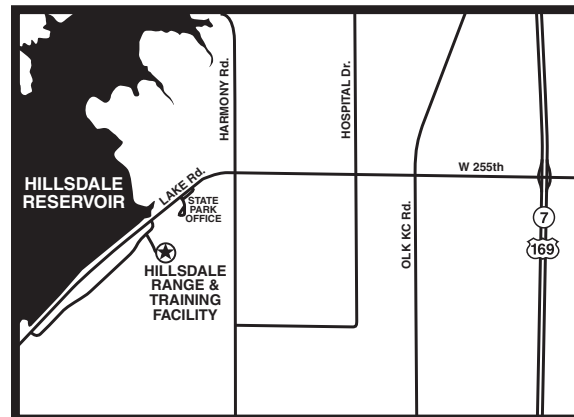 HARMONY Rd.
HOSPITAL Dr.
W 255th
LAKE Rd.
HILLSDALE
RESERVOIR
STATE
PARK
OFFICE
OLK KC Rd.
7
169
HILLSDALE
RANGE &
TRAINING
FACILITY